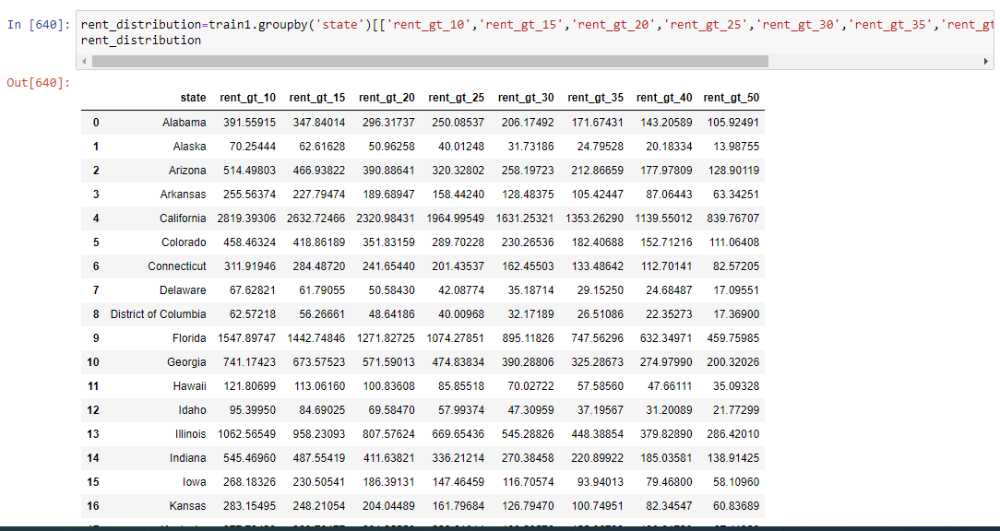 In [640]: rent_distribution=train1.groupby('state')[['rent_gt_10','rent_gt_15','rent_gt_20','rent_gt_25','rent_gt_30','rent_gt_35','rent_gt
rent_distribution
Out[640]:
state rent_gt_10 rent_gt_15 rent_gt_20 rent_gt_25 rent_gt_30 rent_gt_35 rent_gt_40 rent_gt_50
0 Alabama 391.55915 347.84014 296.31737 250.08537 206.17492 171.67431 143.20589 105.92491
1 Alaska 70.25444 62.61628 50.96258 40.01248 31.73186 24.79528 20.18334 13.98755
2 Arizona 514.49803 466.93822 390.88641 320.32802 258.19723 212.86659 177.97809 128.90119
3 Arkansas 255.56374 227.79474 189.68947 158.44240 128.48375 105.42447 87.06443 63.34251
4 California 2819.39306 2632.72466 2320.98431 1964.99549 1631.25321 1353.26290 1139.55012 839.76707
5 Colorado 458.46324 418.86189 351.83159 289.70228 230.26536 182.40688 152.71216 111.06408
6 Connecticut 311.91946 284.48720 241.65440 201.43537 162.45503 133.48642 112.70141 82.57205
7 Delaware 67.62821 61.79055 50.58430 42.08774 35.18714 29.15250 24.68487 17.09551
8 District of Columbia 62.57218 56.26661 48.64186 40.00968 32.17189 26.51086 22.35273 17.36900
9 Florida 1547.89747 1442.74846 1271.82725 1074.27851 895.11826 747.56296 632.34971 459.75985
10 Georgia 741.17423 673.57523 571.59013 474.83834 390.28806 325.28673 274.97990 200.32026
11 Hawaii 121.80699 113.06160 100.83608 85.85518 70.02722 57.58560 47.66111 35.09328
12 Idaho 95.39950 84.69025 69.58470 57.99374 47.30959 37.19567 31.20089 21.77299
13 Illinois 1062.56549 958.23093 807.57624 669.65436 545.28826 448.38854 379.82890 286.42010
14 Indiana 545.46960 487.55419 411.63821 336.21214 270.38458 220.89922 185.03581 138.91425
15 Iowa 268.18326 230.50541 186.39131 147.46459 116.70574 93.94013 79.46800 58.10960
16 Kansas 283.15495 248.21054 204.04489 161.79684 126.79470 100.74951 82.34547 60.83689